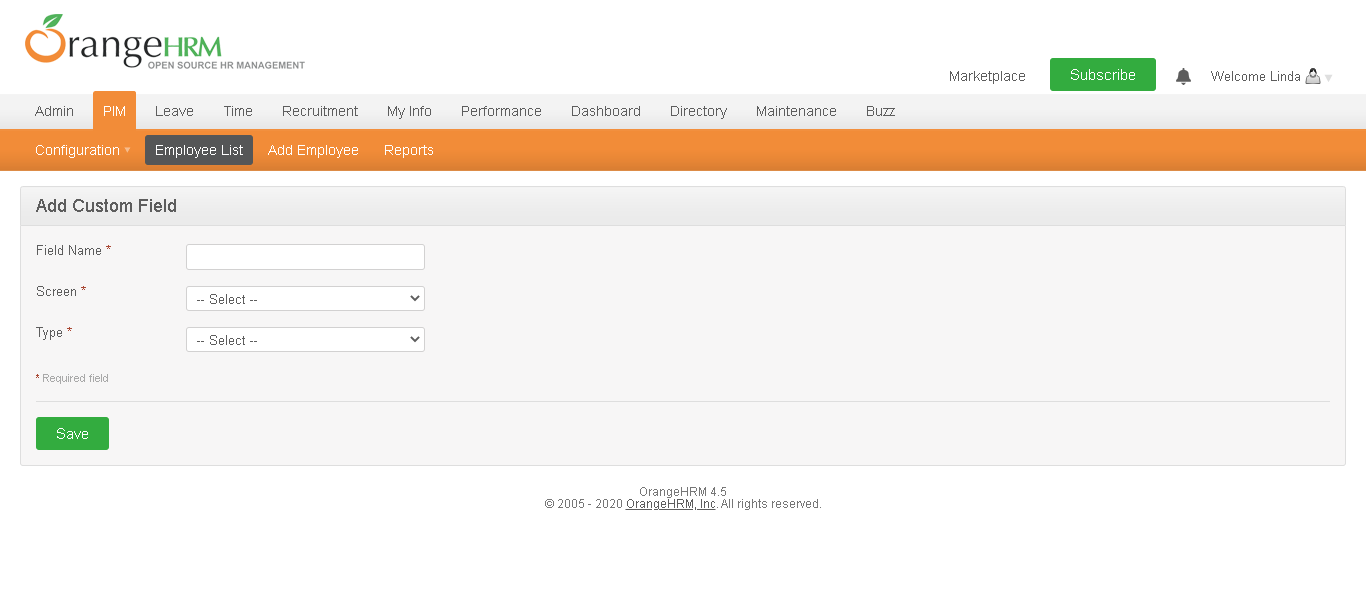 OrangeHRM
OPEN SOURCE HR MANAGEMENT
Marketplace Subscribe Welcome Linda
Admin PIM Leave Time Recruitment My Info Performance Dashboard Directory Maintenance Buzz
Configuration Employee List Add Employee Reports
Add Custom Field
Field Name *
Screen * -- Select --
Type * -- Select --
* Required field
Save
OrangeHRM 4.5
© 2005 - 2020 OrangeHRM, Inc. All rights reserved.